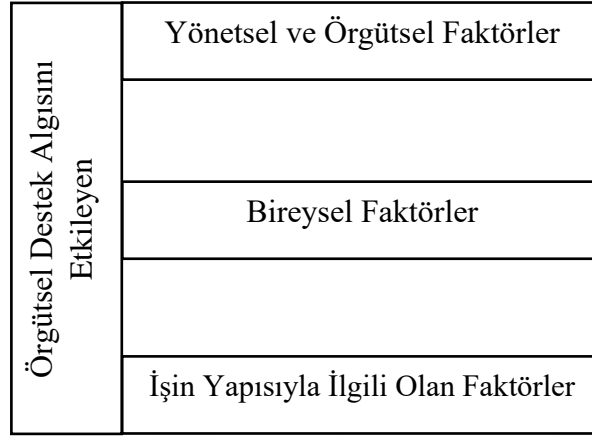 Örgütsel Destek Algısını
Etkileyen
Yönetsel ve Örgütsel Faktörler
Bireysel Faktörler
İşin Yapısıyla İlgili Olan Faktörler